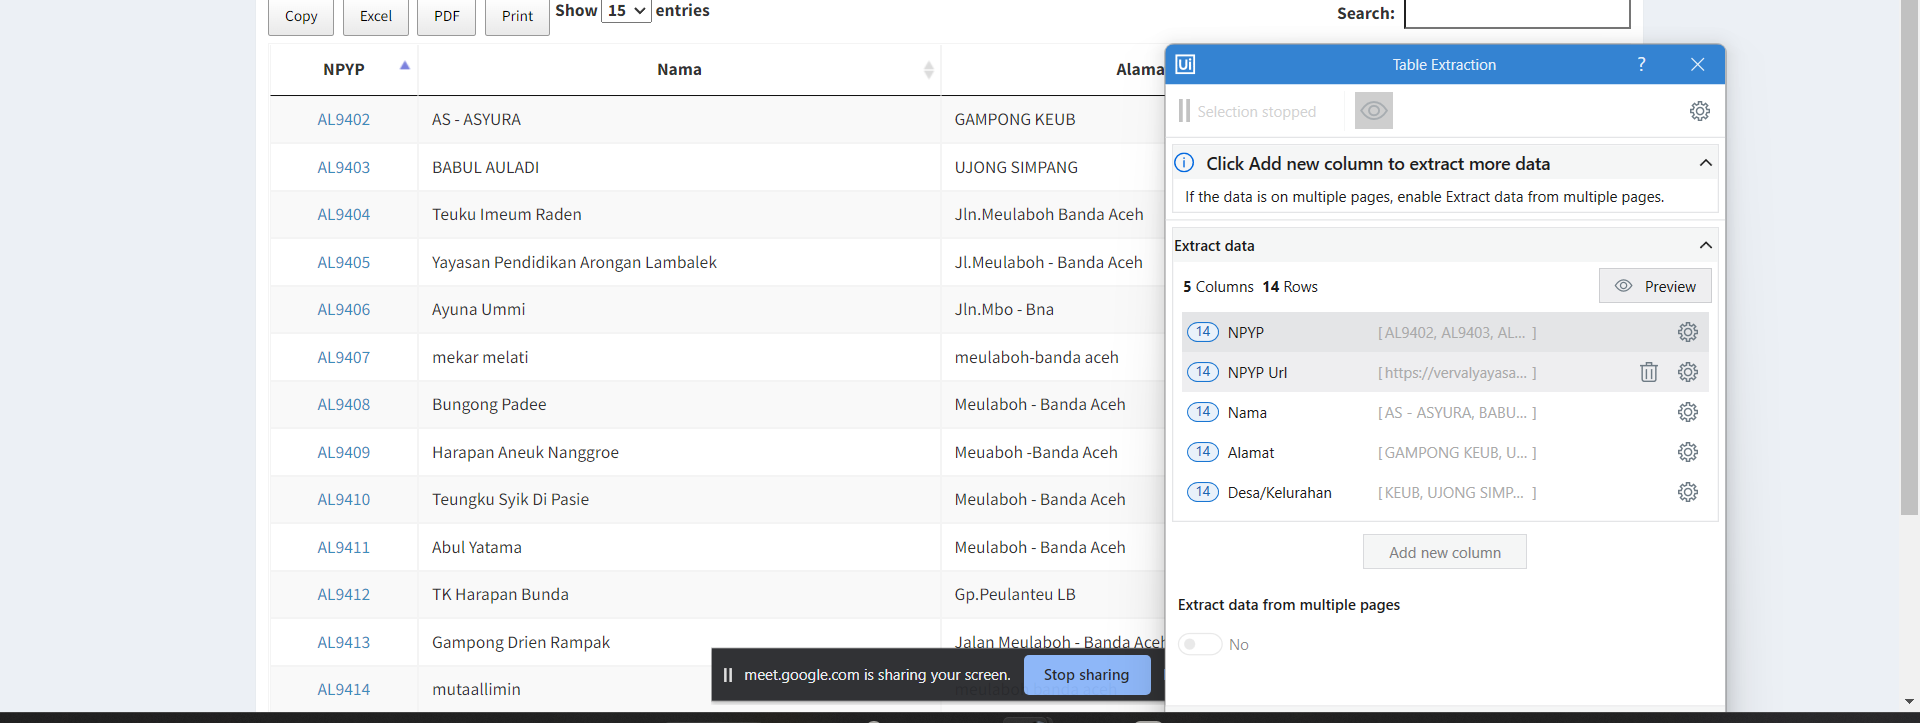 Copy Excel PDF Print Show 15 entries Search:
NPYP Nama Alama
AL9402 AS - ASYURA GAMPONG KEUB
AL9403 BABUL AULADI UJONG SIMPANG
AL9404 Teuku Imeum Raden Jln.Meulaboh Banda Aceh
AL9405 Yayasan Pendidikan Arongan Lambalek Jl.Meulaboh - Banda Aceh
AL9406 Ayuna Ummi Jln.Mbo - Bna
AL9407 mekar melati meulaboh-banda aceh
AL9408 Bungong Padee Meulaboh - Banda Aceh
AL9409 Harapan Aneuk Nanggroe Meuaboh -Banda Aceh
AL9410 Teungku Syik Di Pasie Meulaboh - Banda Aceh
AL9411 Abul Yatama Meulaboh - Banda Aceh
AL9412 TK Harapan Bunda Gp.Peulanteu LB
AL9413 Gampong Drien Rampak Jalan Meulaboh - Banda Aceh
AL9414 mutaallimin
meet.google.com is sharing your screen. Stop sharing
Ui Table Extraction ?
Selection stopped
Click Add new column to extract more data
If the data is on multiple pages, enable Extract data from multiple pages.
Extract data
5 Columns 14 Rows Preview
14 NPYP [ AL9402, AL9403, AL... ]
14 NPYP Url [ https://vervalyayasa... ]
14 Nama [ AS - ASYURA, BABU... ]
14 Alamat [ GAMPONG KEUB, U... ]
14 Desa/Kelurahan [ KEUB, UJONG SIMP... ]
Add new column
Extract data from multiple pages
No